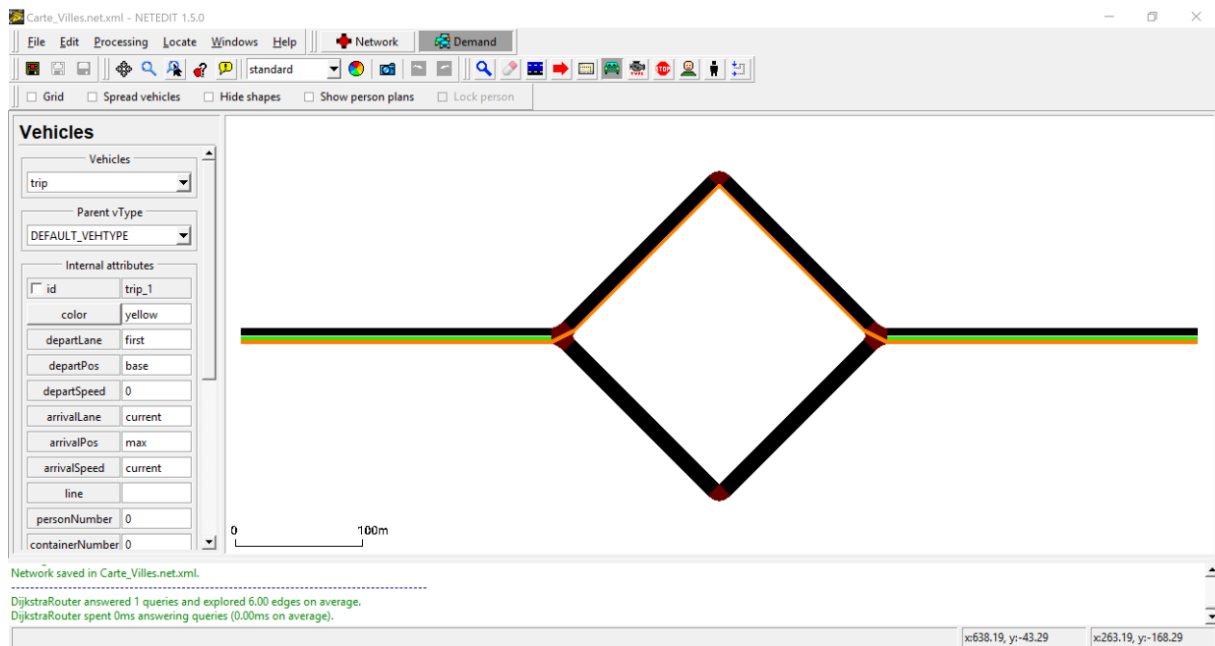 Carte_Villes.net.xml - NETEDIT 1.5.0
File Edit Processing Locate Windows Help Network Demand
standard
Grid Spread vehicles Hide shapes Show person plans Lock person
Vehicles
Vehicles
trip
Parent vType
DEFAULT_VEHTYPE
Internal attributes
id trip_1
color yellow
departLane first
departPos base
departSpeed 0
arrivalLane current
arrivalPos max
arrivalSpeed current
line
personNumber 0
containerNumber 0
0 100m
Network saved in Carte_Villes.net.xml.
DijkstraRouter answered 1 queries and explored 6.00 edges on average.
DijkstraRouter spent 0ms answering queries (0.00ms on average).
x:638.19, y:-43.29 x:263.19, y:-168.29